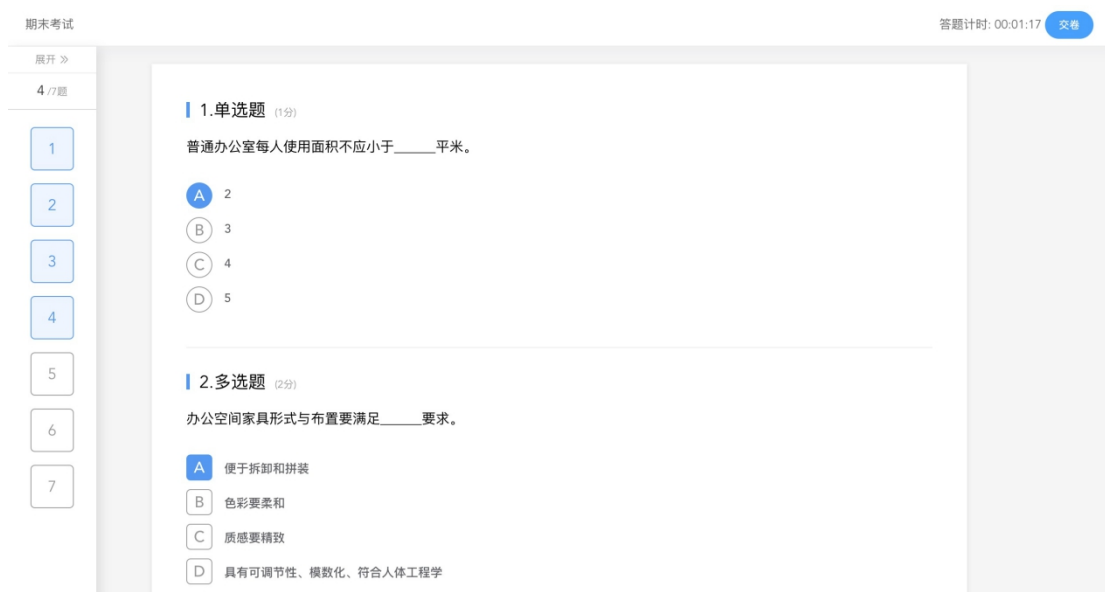 期末考试
答题计时: 00:01:17 交卷
展开 »
4 /7题
1
2
3
4
5
6
7
1.单选题 (1分)
普通办公室每人使用面积不应小于______平米。
A 2
B 3
C 4
D 5
2.多选题 (2分)
办公空间家具形式与布置要满足______要求。
A 便于拆卸和拼装
B 色彩要柔和
C 质感要精致
D 具有可调节性、模数化、符合人体工程学